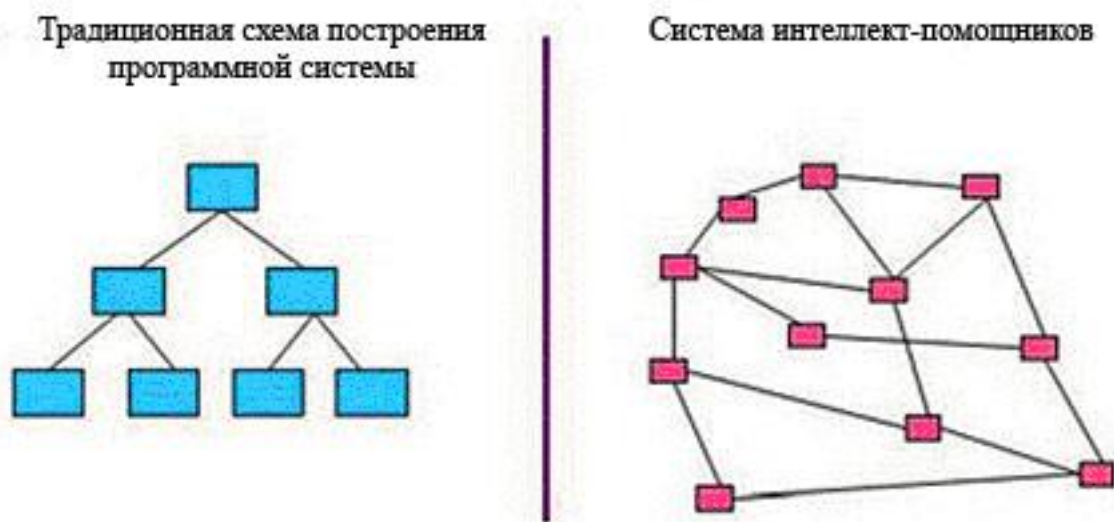 Традиционная схема построения
программной системы
Система интеллект-помощников